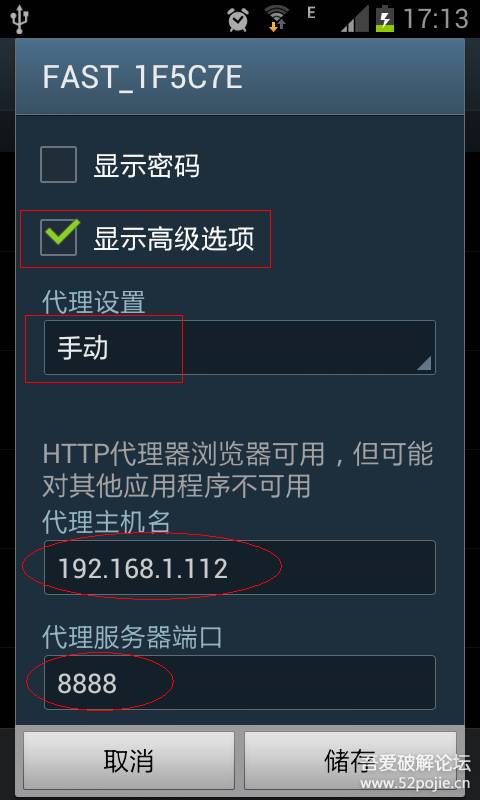 E 17:13
FAST_1F5C7E
显示密码
显示高级选项
代理设置
手动
HTTP代理器浏览器可用，但可能
对其他应用程序不可用
代理主机名
192.168.1.112
代理服务器端口
8888
取消 储存
吾爱破解论坛
www.52pojie.cn